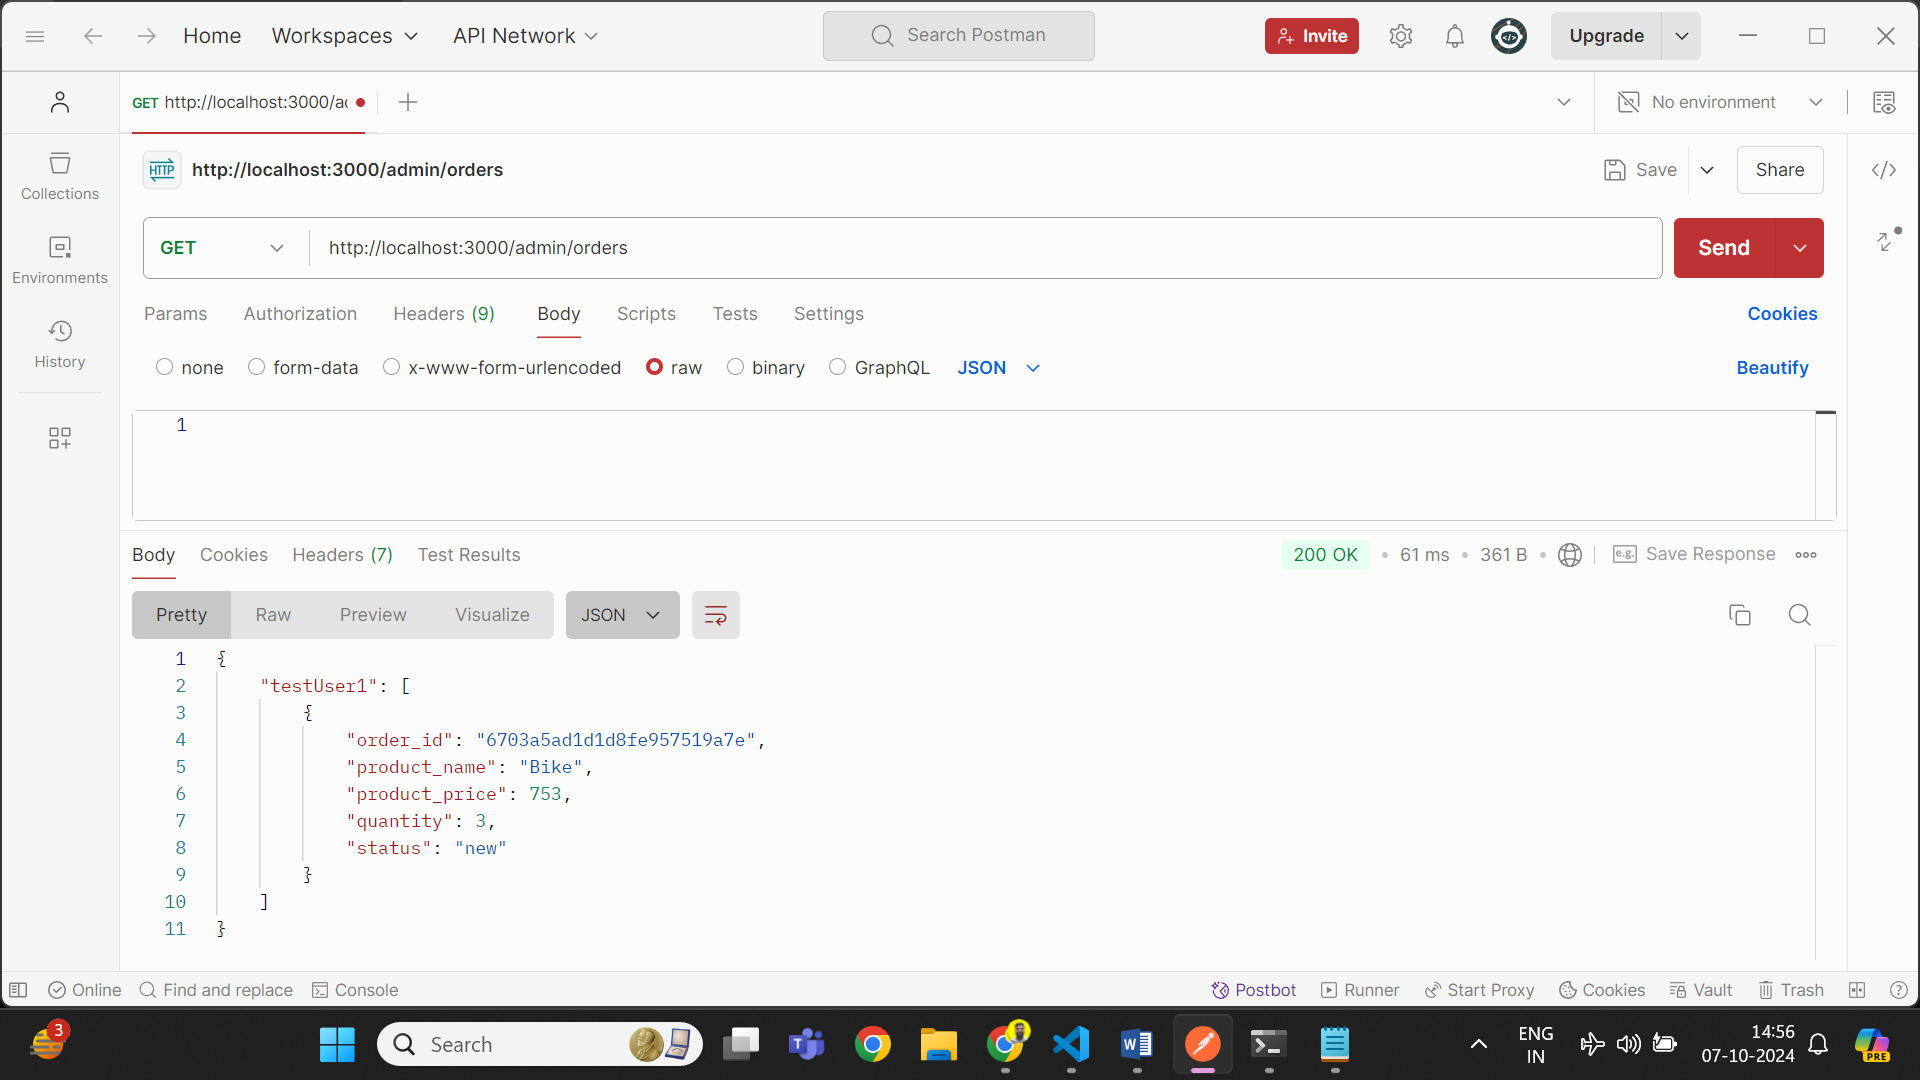 Home Workspaces API Network Search Postman Invite Upgrade
GET http://localhost:3000/ad No environment
HTTP http://localhost:3000/admin/orders Save Share
Collections
GET http://localhost:3000/admin/orders Send
Environments
Params Authorization Headers (9) Body Scripts Tests Settings Cookies
History
none form-data x-www-form-urlencoded raw binary GraphQL JSON Beautify
1
Body Cookies Headers (7) Test Results 200 OK 61 ms 361 B e.g. Save Response
Pretty Raw Preview Visualize JSON
1 {
2 "testUser1": [
3 {
4 "order_id": "6703a5ad1d1d8fe957519a7e",
5 "product_name": "Bike",
6 "product_price": 753,
7 "quantity": 3,
8 "status": "new"
9 }
10 ]
11 }
Online Find and replace Console Postbot Runner Start Proxy Cookies Vault Trash
3 Search ENG IN 14:56 07-10-2024 PRE